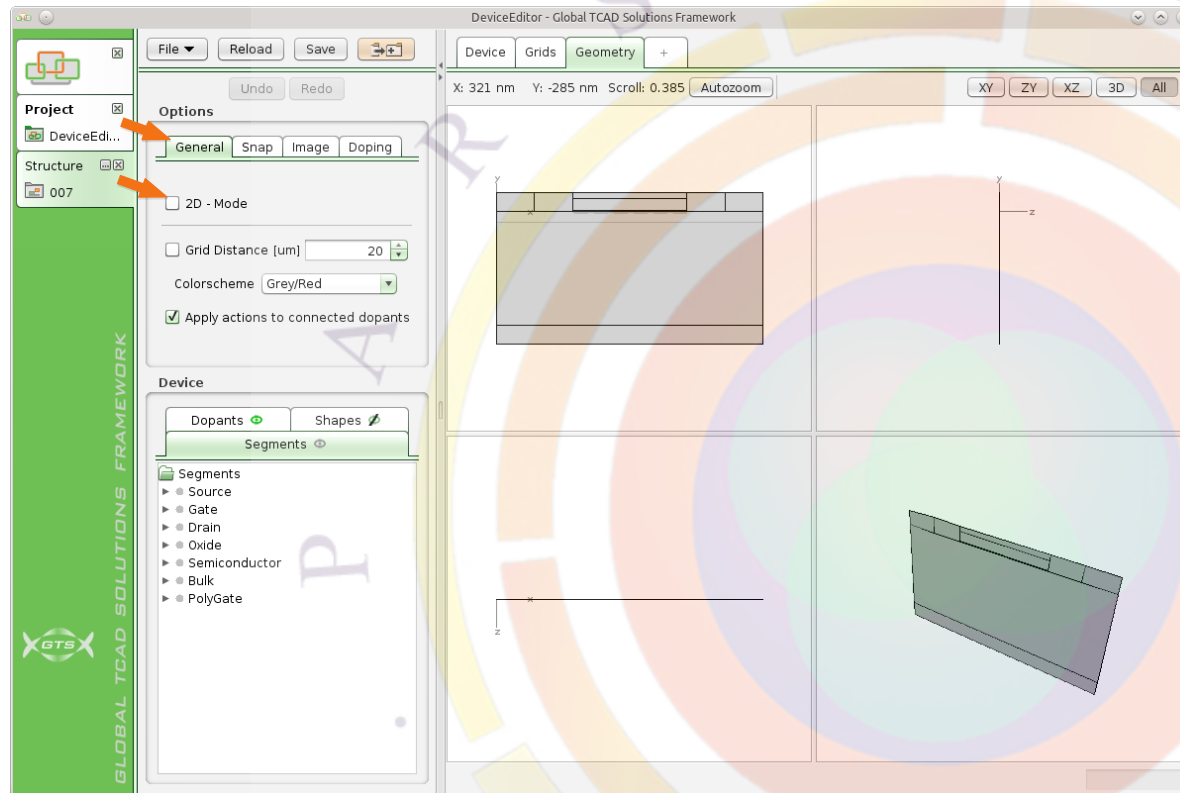 DeviceEditor - Global TCAD Solutions Framework
File Reload Save
Device Grids Geometry +
X: 321 nm Y: -285 nm Scroll: 0.385 Autozoom
XY ZY XZ 3D All
Undo Redo
Project
DeviceEdi...
Structure
007
Options
General Snap Image Doping
2D - Mode
Grid Distance [um] 20
Colorscheme Grey/Red
Apply actions to connected dopants
Device
Dopants Shapes
Segments
Segments
Source
Gate
Drain
Oxide
Semiconductor
Bulk
PolyGate
y
x
y
z
x
z
GTS
GLOBAL TCAD SOLUTIONS FRAMEWORK
P . A R S